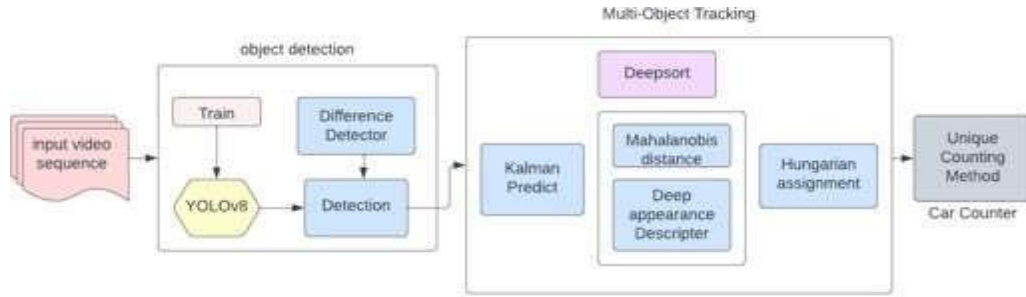 Multi-Object Tracking
object detection
Deepsort
Train
Difference
Detector
input video
sequence
Mahalanobis
distance
Unique
Counting
Method
Kalman
Predict
Hungarian
assignment
YOLOv8
Detection
Deep
appearance
Descripter
Car Counter